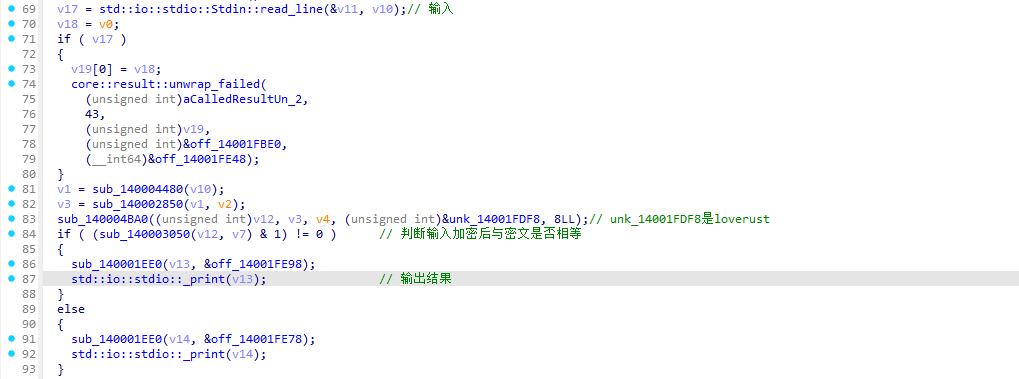 69 v17 = std::io::stdio::Stdin::read_line(&v11, v10);// 输入
70 v18 = v0;
71 if ( v17 )
72 {
73 v19[0] = v18;
74 core::result::unwrap_failed(
75 (unsigned int)aCalledResultUn_2,
76 43,
77 (unsigned int)v19,
78 (unsigned int)&off_14001FBE0,
79 (__int64)&off_14001FE48);
80 }
81 v1 = sub_140004480(v10);
82 v3 = sub_140002850(v1, v2);
83 sub_140004BA0((unsigned int)v12, v3, v4, (unsigned int)&unk_14001FDF8, 8LL);// unk_14001FDF8是loverust
84 if ( (sub_140003050(v12, v7) & 1) != 0 ) // 判断输入加密后与密文是否相等
85 {
86 sub_140001EE0(v13, &off_14001FE98);
87 std::io::stdio::_print(v13); // 输出结果
88 }
89 else
90 {
91 sub_140001EE0(v14, &off_14001FE78);
92 std::io::stdio::_print(v14);
93 }